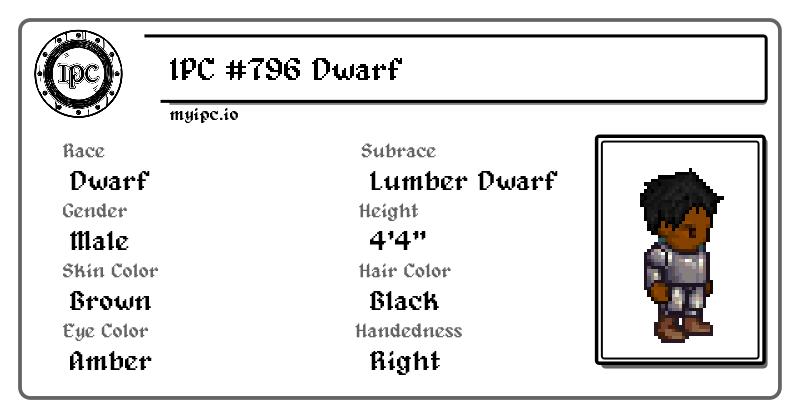 IPC
IPC #796 Dwarf
myipc.io
Race
Subrace
Dwarf
Lumber Dwarf
Gender
Height
Male
4'4"
Skin Color
Hair Color
Brown
Black
Eye Color
Handedness
Amber
Right